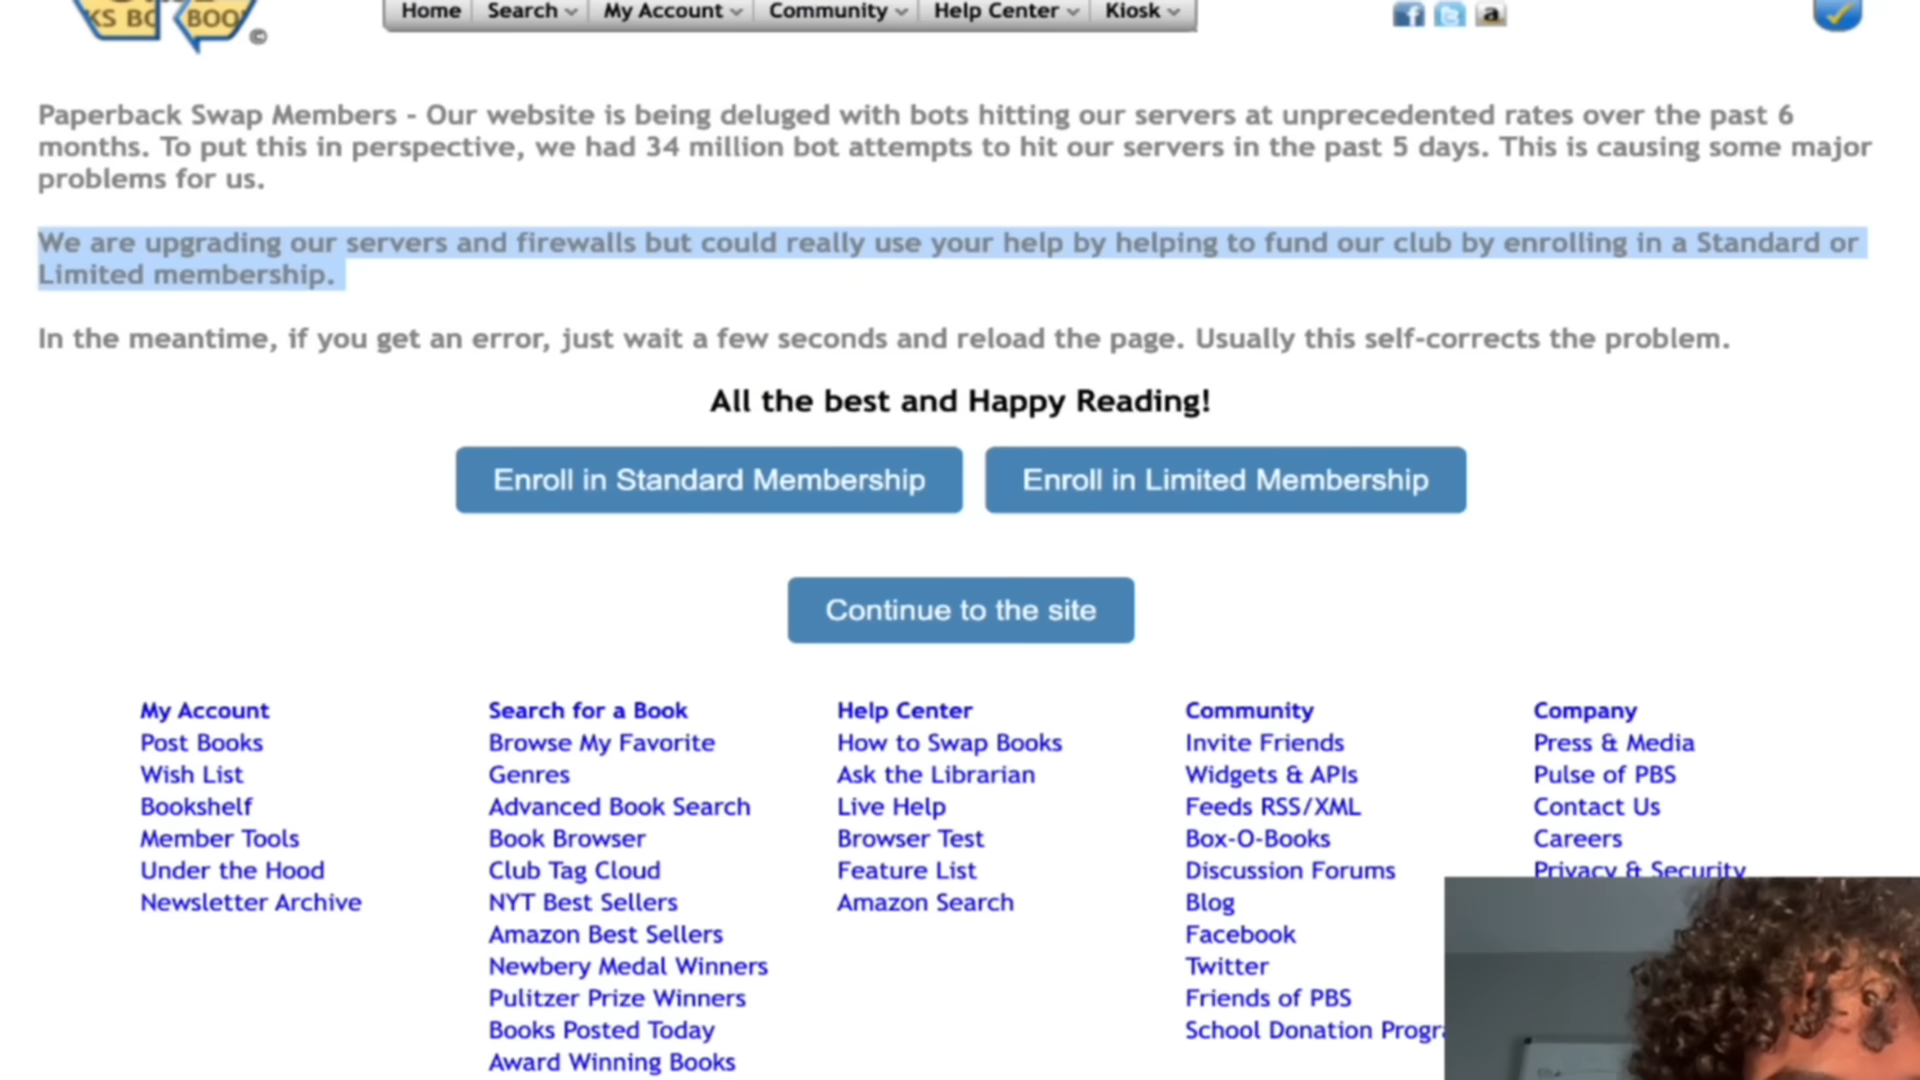 KS BO BOO ©
Home Search My Account Community Help Center Kiosk
Paperback Swap Members - Our website is being deluged with bots hitting our servers at unprecedented rates over the past 6
months. To put this in perspective, we had 34 million bot attempts to hit our servers in the past 5 days. This is causing some major
problems for us.
We are upgrading our servers and firewalls but could really use your help by helping to fund our club by enrolling in a Standard or
Limited membership.
In the meantime, if you get an error, just wait a few seconds and reload the page. Usually this self-corrects the problem.
All the best and Happy Reading!
Enroll in Standard Membership
Enroll in Limited Membership
Continue to the site
My Account
Post Books
Wish List
Bookshelf
Member Tools
Under the Hood
Newsletter Archive
Search for a Book
Browse My Favorite
Genres
Advanced Book Search
Book Browser
Club Tag Cloud
NYT Best Sellers
Amazon Best Sellers
Newbery Medal Winners
Pulitzer Prize Winners
Books Posted Today
Award Winning Books
Help Center
How to Swap Books
Ask the Librarian
Live Help
Browser Test
Feature List
Amazon Search
Community
Invite Friends
Widgets & APIs
Feeds RSS/XML
Box-O-Books
Discussion Forums
Blog
Facebook
Twitter
Friends of PBS
School Donation Progr
Company
Press & Media
Pulse of PBS
Contact Us
Careers
Privacy & Security